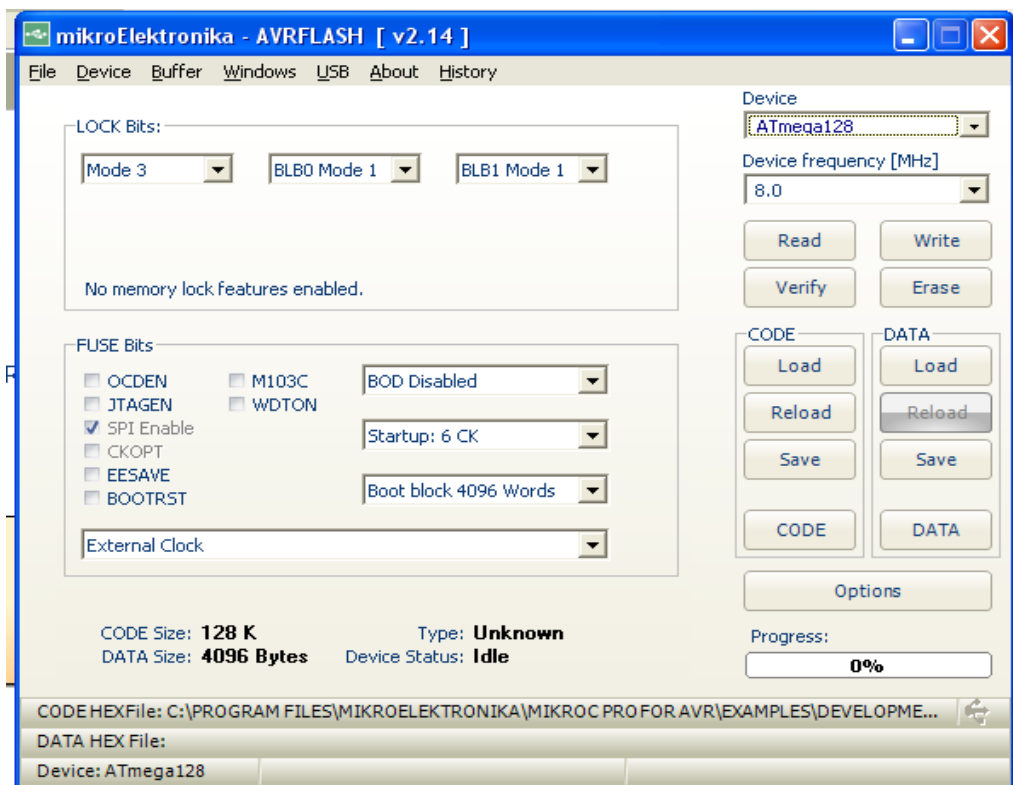 mikroElektronika - AVRFLASH [ v2.14 ]
File Device Buffer Windows USB About History
Device
ATmega128
Device frequency [MHz]
8.0
Read Write
Verify Erase
LOCK Bits:
Mode 3 BLB0 Mode 1 BLB1 Mode 1
No memory lock features enabled.
FUSE Bits
OCDEN M103C BOD Disabled
JTAGEN WDTON
SPI Enable Startup: 6 CK
CKOPT
EESAVE Boot block 4096 Words
BOOTRST
External Clock
CODE DATA
Load Load
Reload Reload
Save Save
CODE DATA
Options
CODE Size: 128 K Type: Unknown
DATA Size: 4096 Bytes Device Status: Idle
Progress:
0%
CODE HEXFile: C:\PROGRAM FILES\MIKROELEKTRONIKA\MIKROC PRO FOR AVR\EXAMPLES\DEVELOPME...
DATA HEX File:
Device: ATmega128